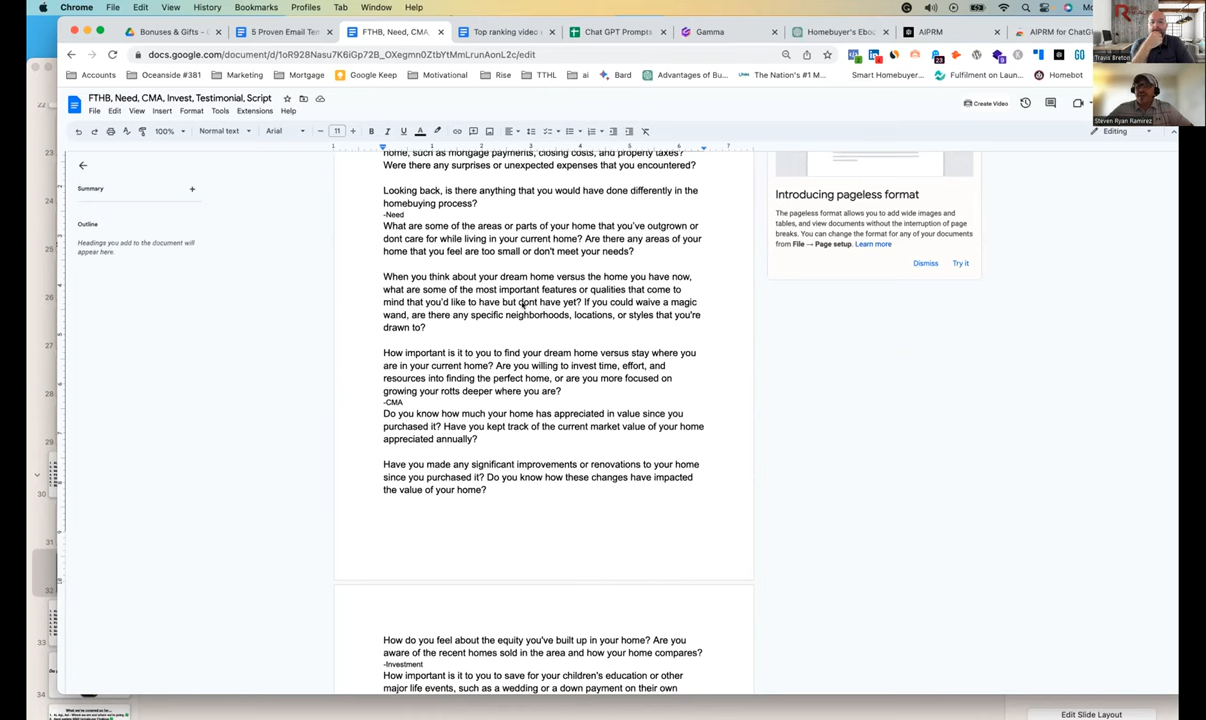 Chrome File Edit View History Bookmarks Profiles Tab Window Help
Bonuses & Gifts - G
5 Proven Email Tem
FTHB, Need, CMA,
Top ranking video
Chat GPT Prompts
Gamma
Homebuyer's Eboo
AIPRM
AIPRM for ChatG
docs.google.com/document/d/1oR928Nasu7K6iGp72B_OXegmn0ZtbYtMmLrunAonL2c/edit
Accounts Oceanside #381 Marketing Mortgage Google Keep Motivational Rise TTHL ai Bard Advantages of Bu... The Nation's #1 M... Smart Homebuyer... Fulfilment on Laun... Homebot
Travis Breton
Steven Ryan Ramirez
FTHB, Need, CMA, Invest, Testimonial, Script
File Edit View Insert Format Tools Extensions Help
Create Video
100% Normal text Arial 11 Editing
Summary
Outline
Headings you add to the document will
appear here.
home, such as mortgage payments, closing costs, and property taxes?
Were there any surprises or unexpected expenses that you encountered?
Looking back, is there anything that you would have done differently in the
homebuying process?
-Need
What are some of the areas or parts of your home that you've outgrown or
dont care for while living in your current home? Are there any areas of your
home that you feel are too small or don't meet your needs?
When you think about your dream home versus the home you have now,
what are some of the most important features or qualities that come to
mind that you'd like to have but dont have yet? If you could waive a magic
wand, are there any specific neighborhoods, locations, or styles that you're
drawn to?
How important is it to you to find your dream home versus stay where you
are in your current home? Are you willing to invest time, effort, and
resources into finding the perfect home, or are you more focused on
growing your rotts deeper where you are?
-CMA
Do you know how much your home has appreciated in value since you
purchased it? Have you kept track of the current market value of your home
appreciated annually?
Have you made any significant improvements or renovations to your home
since you purchased it? Do you know how these changes have impacted
the value of your home?
How do you feel about the equity you've built up in your home? Are you
aware of the recent homes sold in the area and how your home compares?
-Investment
How important is it to you to save for your children's education or other
major life events, such as a wedding or a down payment on their own
Introducing pageless format
The pageless format allows you to add wide images and
tables, and view documents without the interruption of page
breaks. You can change the format for any of your documents
from File → Page setup. Learn more
Dismiss Try it
Edit Slide Layout